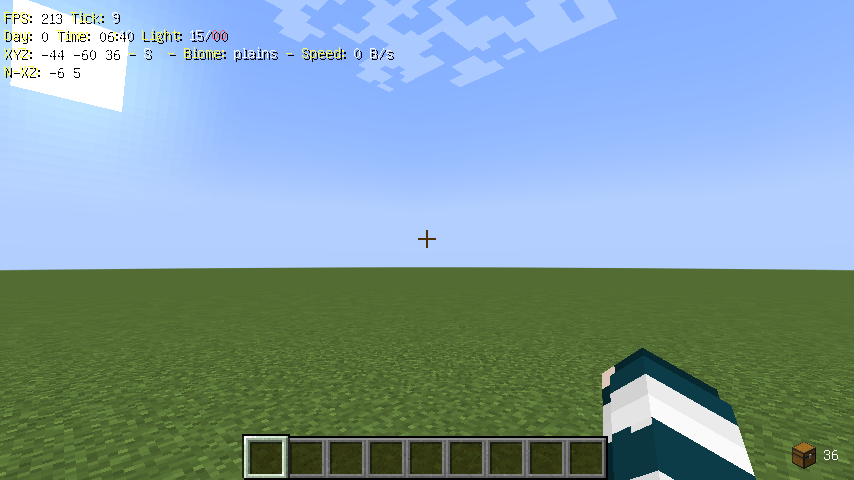 FPS: 213 Tick: 9
Day: 0 Time: 06:40 Light: 15/00
XYZ: -44 -60 36 - S - Biome: plains - Speed: 0 B/s
N-XZ: -6 5
36